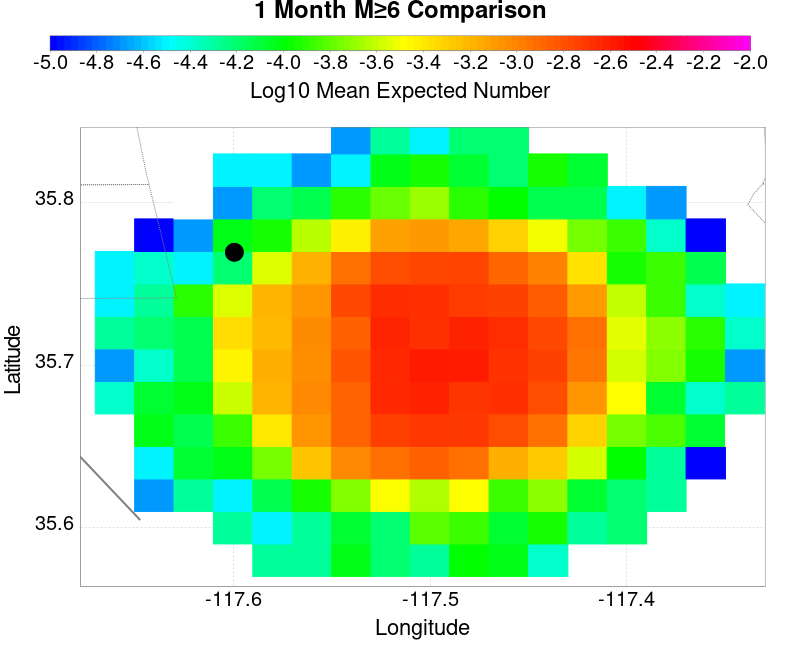 1 Month M≥6 Comparison
-5.0 -4.8 -4.6 -4.4 -4.2 -4.0 -3.8 -3.6 -3.4 -3.2 -3.0 -2.8 -2.6 -2.4 -2.2 -2.0
Log10 Mean Expected Number
35.8
35.7
35.6
Latitude
-117.6 -117.5 -117.4
Longitude